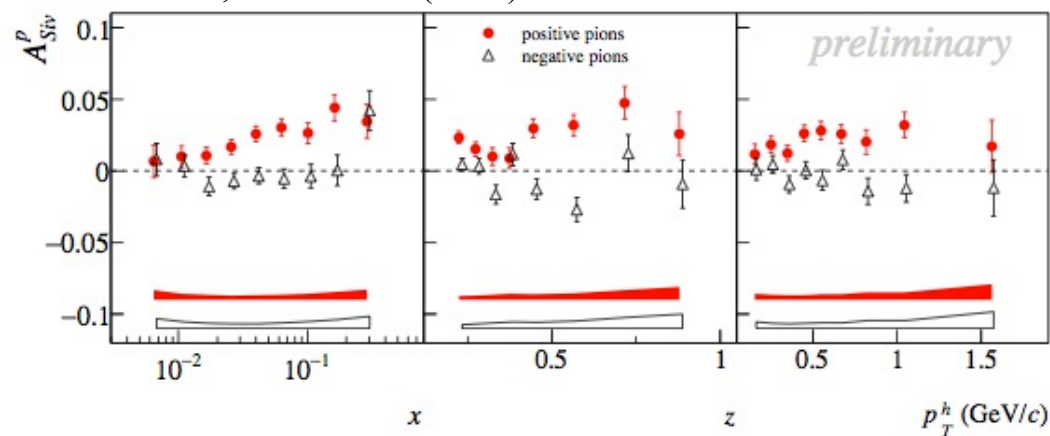 0.1
0.05
0
−0.05
−0.1
A^p_Siv
positive pions
negative pions
preliminary
10^−2
10^−1
x
0.5
1
z
0.5
1
1.5
p^h_T (GeV/c)